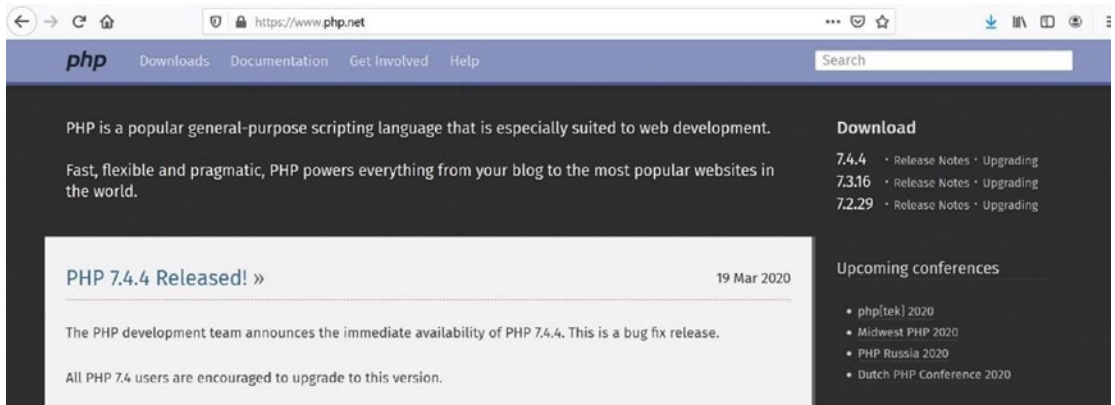 https://www.php.net
php Downloads Documentation Get Involved Help
Search
PHP is a popular general-purpose scripting language that is especially suited to web development.
Fast, flexible and pragmatic, PHP powers everything from your blog to the most popular websites in
the world.
PHP 7.4.4 Released! »
19 Mar 2020
The PHP development team announces the immediate availability of PHP 7.4.4. This is a bug fix release.
All PHP 7.4 users are encouraged to upgrade to this version.
Download
7.4.4 · Release Notes · Upgrading
7.3.16 · Release Notes · Upgrading
7.2.29 · Release Notes · Upgrading
Upcoming conferences
• php[tek] 2020
• Midwest PHP 2020
• PHP Russia 2020
• Dutch PHP Conference 2020